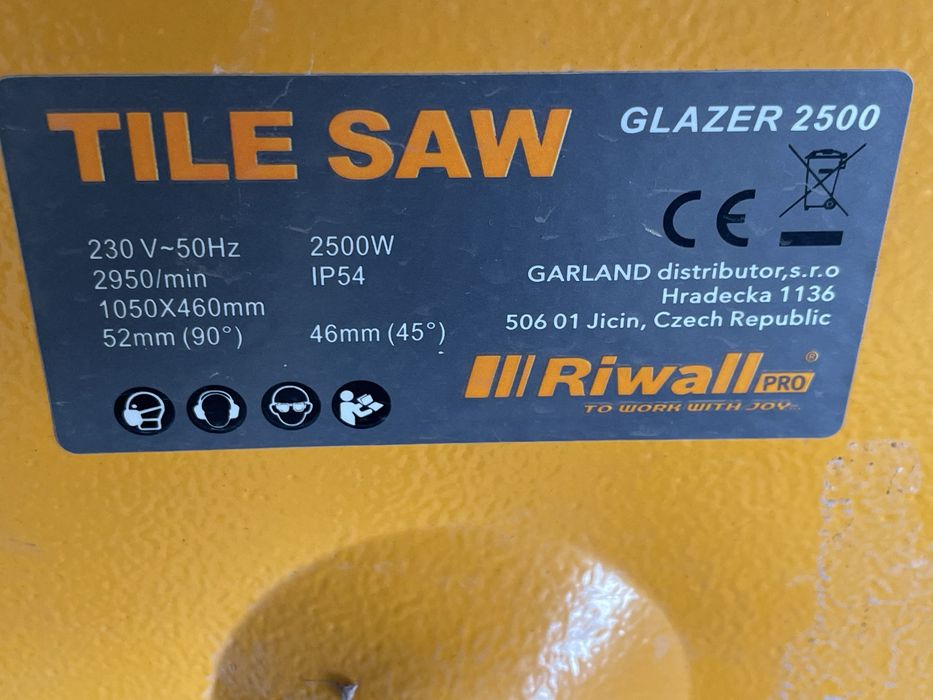 TILE SAW
GLAZER 2500
230 V~50Hz 2500W
2950/min IP54
1050X460mm
52mm (90°) 46mm (45°)
CE
GARLAND distributor,s.r.o
Hradecka 1136
506 01 Jicin, Czech Republic
Riwall PRO ®
TO WORK WITH JOY...